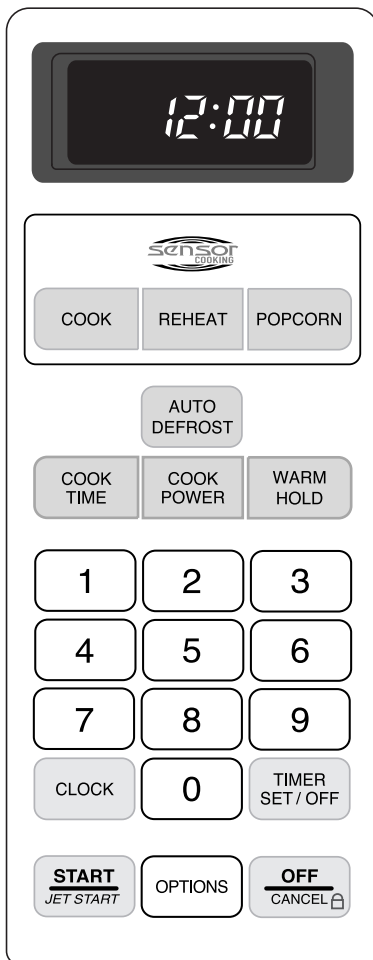 12:00
sensor
COOKING
COOK REHEAT POPCORN
AUTO
DEFROST
COOK
TIME
COOK
POWER
WARM
HOLD
1 2 3
4 5 6
7 8 9
CLOCK 0 TIMER
SET / OFF
START
JET START
OPTIONS
OFF
CANCEL